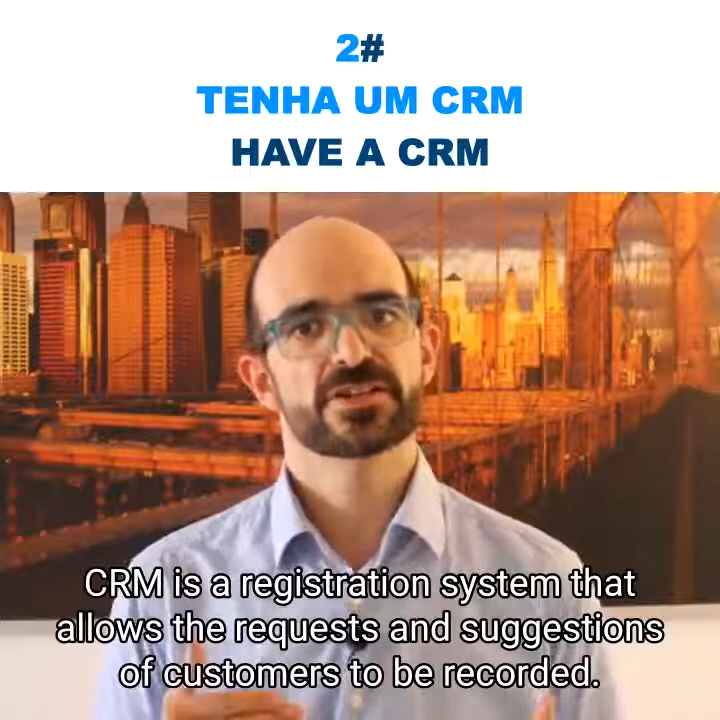 2#
TENHA UM CRM
HAVE A CRM
CRM is a registration system that
allows the requests and suggestions
of customers to be recorded.